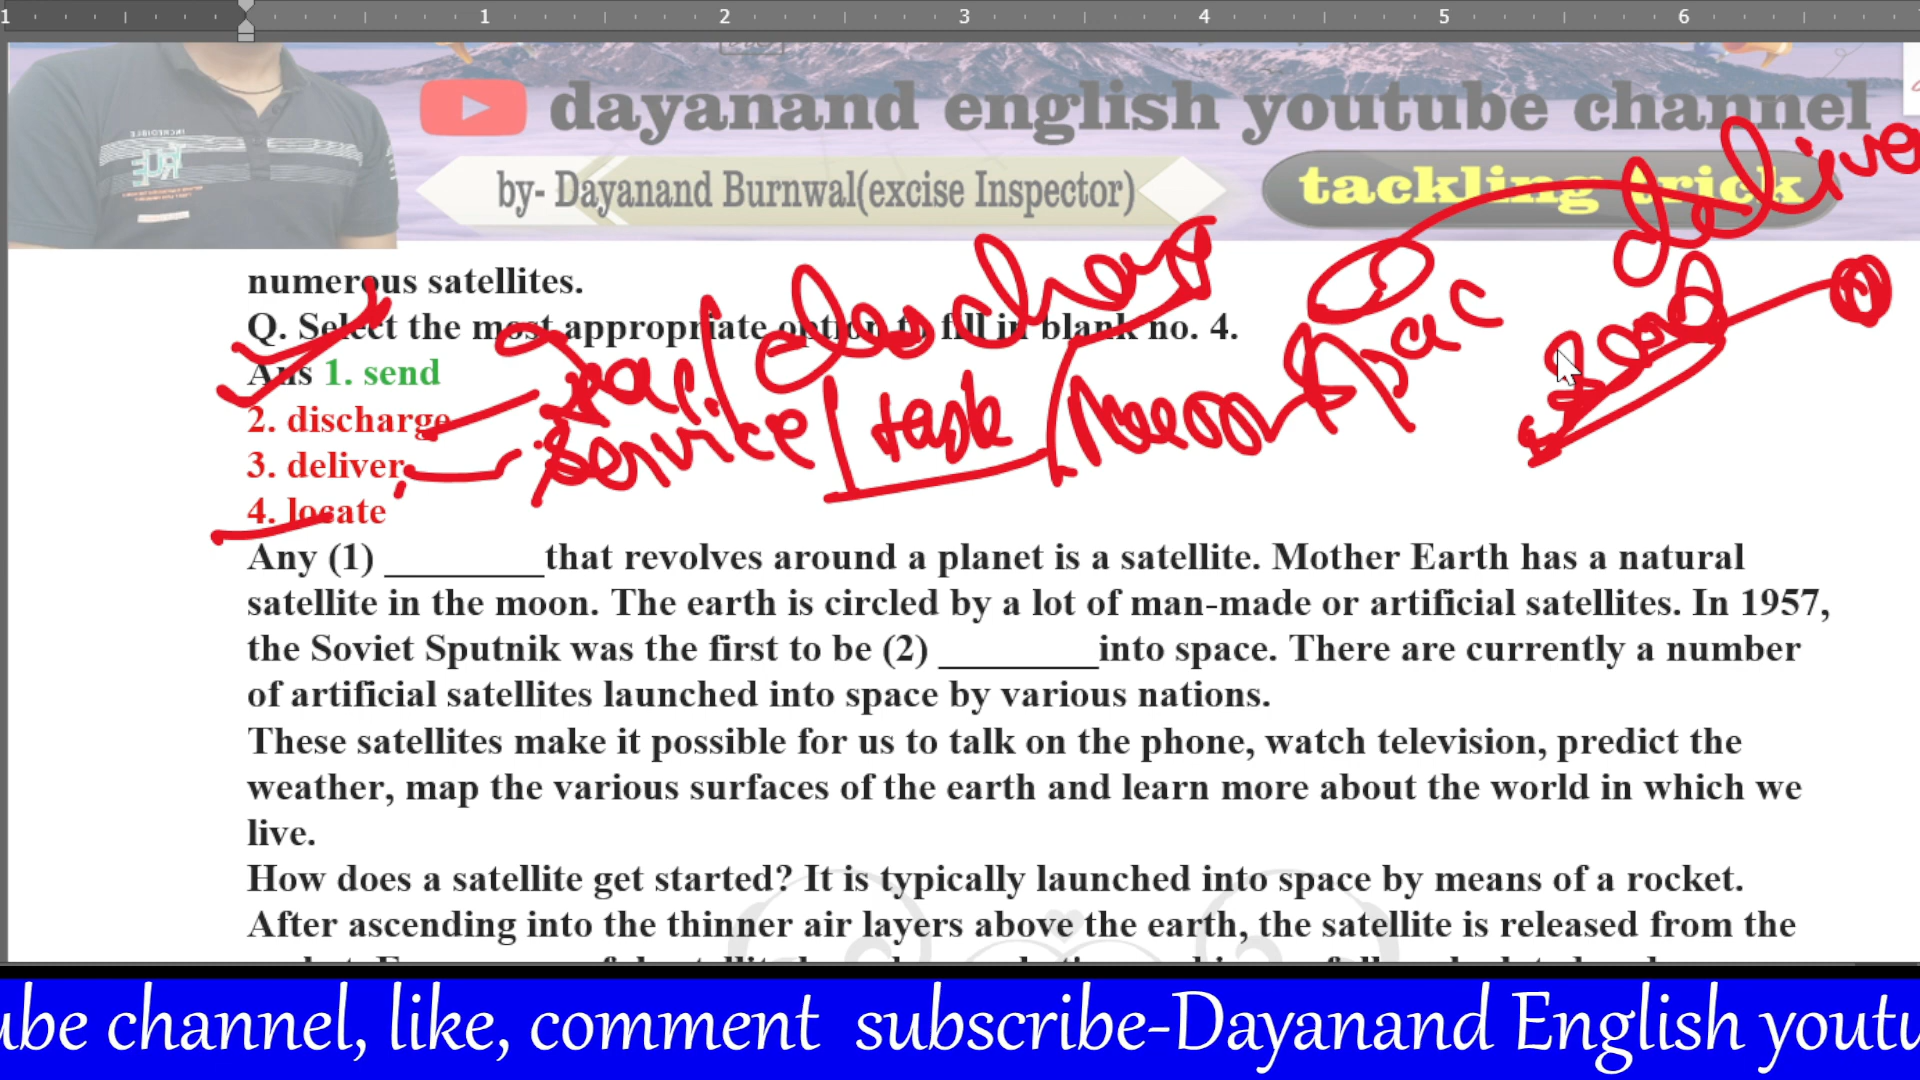 1 1 2 3 4 5 6
dayanand english youtube channel
by- Dayanand Burnwal(excise Inspector)
tackling trick
numerous satellites.
Q. Select the most appropriate option to fill in blank no. 4.
Ans 1. send
2. discharge
3. deliver
4. locate
discharge
deliver
service task
Any (1) ________that revolves around a planet is a satellite. Mother Earth has a natural
satellite in the moon. The earth is circled by a lot of man-made or artificial satellites. In 1957,
the Soviet Sputnik was the first to be (2) ________into space. There are currently a number
of artificial satellites launched into space by various nations.
These satellites make it possible for us to talk on the phone, watch television, predict the
weather, map the various surfaces of the earth and learn more about the world in which we
live.
How does a satellite get started? It is typically launched into space by means of a rocket.
After ascending into the thinner air layers above the earth, the satellite is released from the
ube channel, like, comment subscribe-Dayanand English youtu